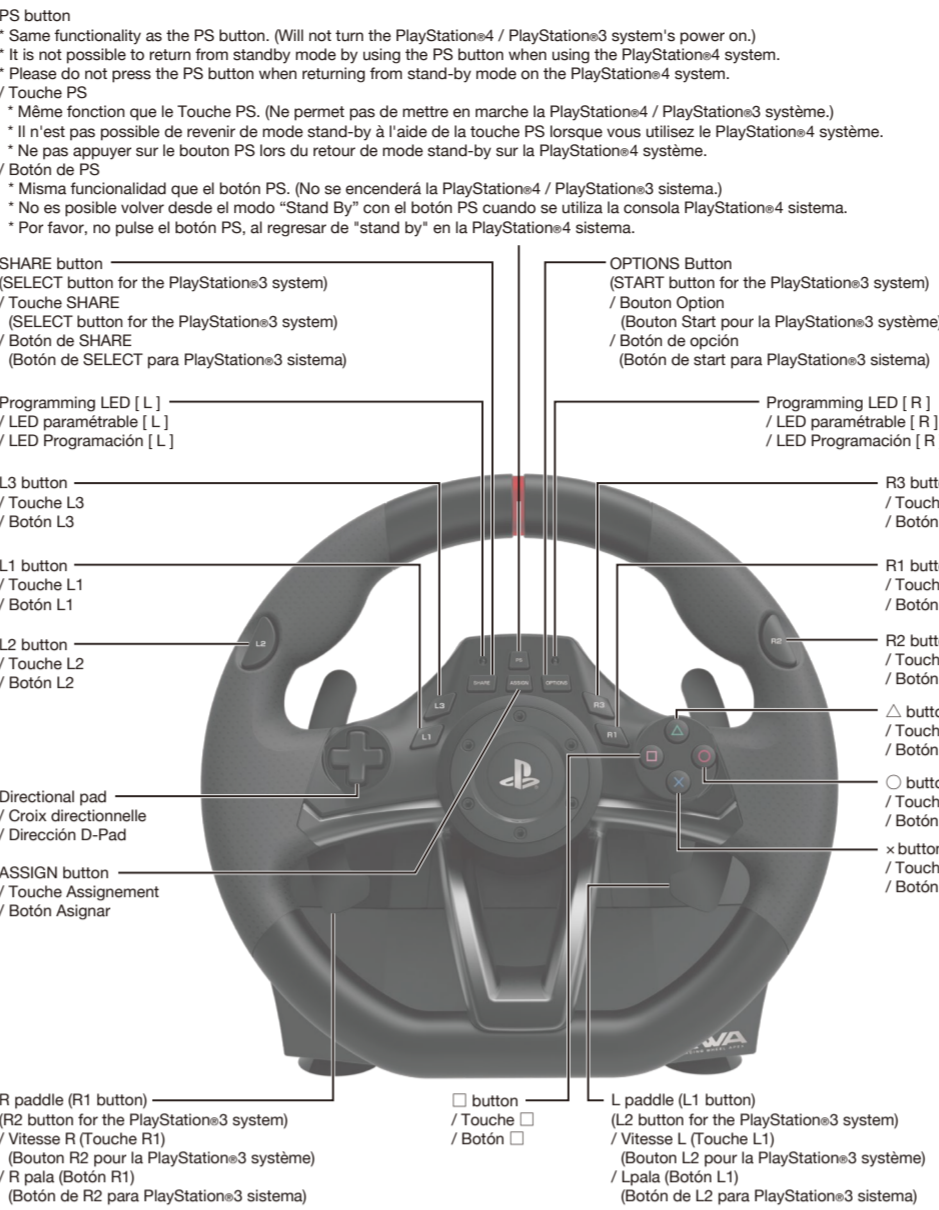 PS button
* Same functionality as the PS button. (Will not turn the PlayStation®4 / PlayStation®3 system's power on.)
* It is not possible to return from standby mode by using the PS button when using the PlayStation®4 system.
* Please do not press the PS button when returning from stand-by mode on the PlayStation®4 system.
/ Touche PS
* Même fonction que le Touche PS. (Ne permet pas de mettre en marche la PlayStation®4 / PlayStation®3 système.)
* Il n'est pas possible de revenir de mode stand-by à l'aide de la touche PS lorsque vous utilisez le PlayStation®4 système.
* Ne pas appuyer sur le bouton PS lors du retour de mode stand-by sur la PlayStation®4 système.
/ Botón de PS
* Misma funcionalidad que el botón PS. (No se encenderá la PlayStation®4 / PlayStation®3 sistema.)
* No es posible volver desde el modo “Stand By” con el botón PS cuando se utiliza la consola PlayStation®4 sistema.
* Por favor, no pulse el botón PS, al regresar de "stand by" en la PlayStation®4 sistema.
SHARE button
(SELECT button for the PlayStation®3 system)
/ Touche SHARE
(SELECT button for the PlayStation®3 system)
/ Botón de SHARE
(Botón de SELECT para PlayStation®3 sistema)
OPTIONS Button
(START button for the PlayStation®3 system)
/ Bouton Option
(Bouton Start pour la PlayStation®3 système)
/ Botón de opción
(Botón de start para PlayStation®3 sistema)
Programming LED [ L ]
/ LED paramétrable [ L ]
/ LED Programación [ L ]
Programming LED [ R ]
/ LED paramétrable [ R ]
/ LED Programación [ R
L3 button
/ Touche L3
/ Botón L3
R3 butt
/ Touch
/ Botón
L1 button
/ Touche L1
/ Botón L1
R1 butt
/ Touch
/ Botón
L2 button
/ Touche L2
/ Botón L2
R2 butt
/ Touch
/ Botón
△ butto
/ Touch
/ Botón
○ butto
/ Touch
/ Botón
× button
/ Touch
/ Botón
Directional pad
/ Croix directionnelle
/ Dirección D-Pad
ASSIGN button
/ Touche Assignement
/ Botón Asignar
L2
R2
PS
SHARE
ASSIGN
OPTIONS
L3
R3
L1
R1
R paddle (R1 button)
(R2 button for the PlayStation®3 system)
/ Vitesse R (Touche R1)
(Bouton R2 pour la PlayStation®3 système)
/ R pala (Botón R1)
(Botón de R2 para PlayStation®3 sistema)
□ button
/ Touche □
/ Botón □
L paddle (L1 button)
(L2 button for the PlayStation®3 system)
/ Vitesse L (Touche L1)
(Bouton L2 pour la PlayStation®3 système)
/ Lpala (Botón L1)
(Botón de L2 para PlayStation®3 sistema)